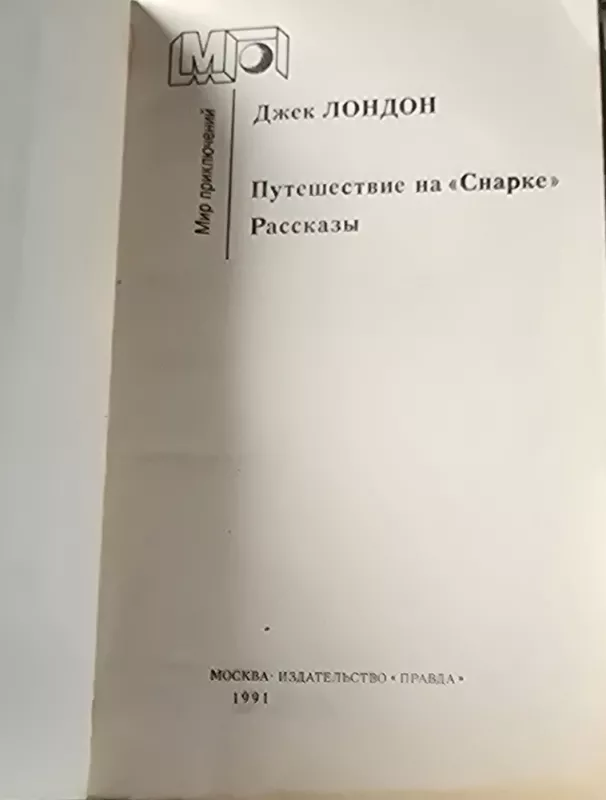 МП
Мир приключений
Джек ЛОНДОН
Путешествие на «Снарке»
Рассказы
МОСКВА· ИЗДАТЕЛЬСТВО « ПРАВДА»
1991